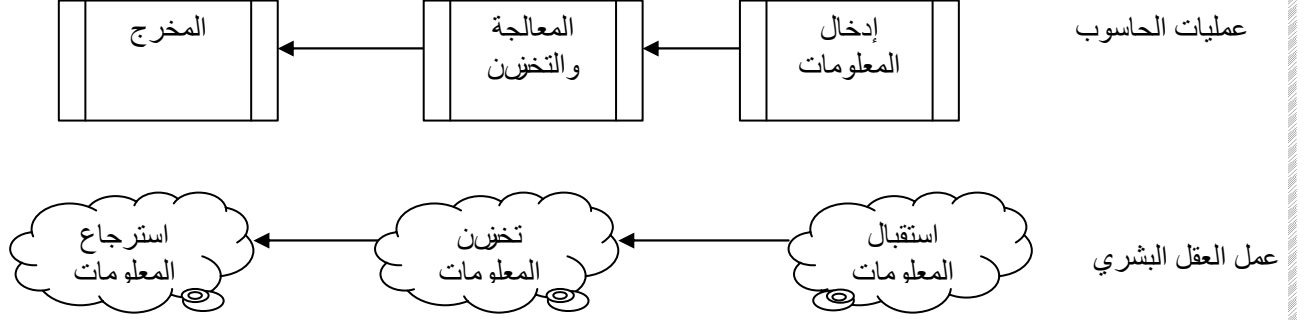 عمليات الحاسوب
إدخال
المعلومات
المعالجة
والتخزين
المخرج
عمل العقل البشري
استقبال
المعلومات
تخزين
المعلومات
استرجاع
المعلومات